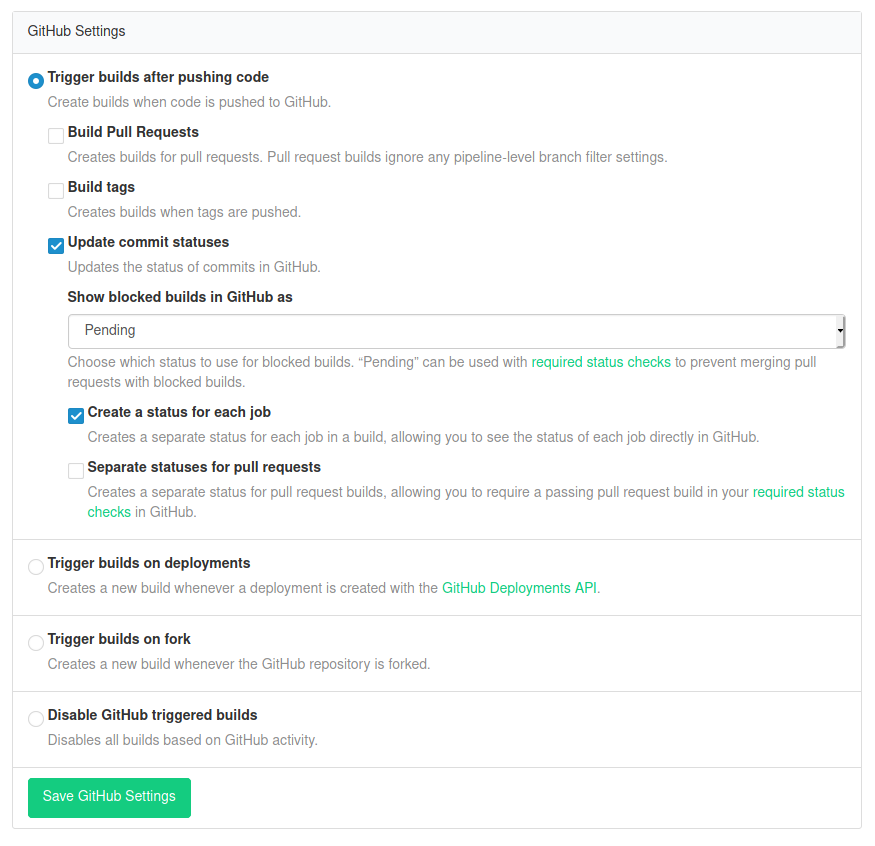 GitHub Settings
Trigger builds after pushing code
Create builds when code is pushed to GitHub.
Build Pull Requests
Creates builds for pull requests. Pull request builds ignore any pipeline-level branch filter settings.
Build tags
Creates builds when tags are pushed.
Update commit statuses
Updates the status of commits in GitHub.
Show blocked builds in GitHub as
Pending
Choose which status to use for blocked builds. “Pending” can be used with required status checks to prevent merging pull
requests with blocked builds.
Create a status for each job
Creates a separate status for each job in a build, allowing you to see the status of each job directly in GitHub.
Separate statuses for pull requests
Creates a separate status for pull request builds, allowing you to require a passing pull request build in your required status
checks in GitHub.
Trigger builds on deployments
Creates a new build whenever a deployment is created with the GitHub Deployments API.
Trigger builds on fork
Creates a new build whenever the GitHub repository is forked.
Disable GitHub triggered builds
Disables all builds based on GitHub activity.
Save GitHub Settings